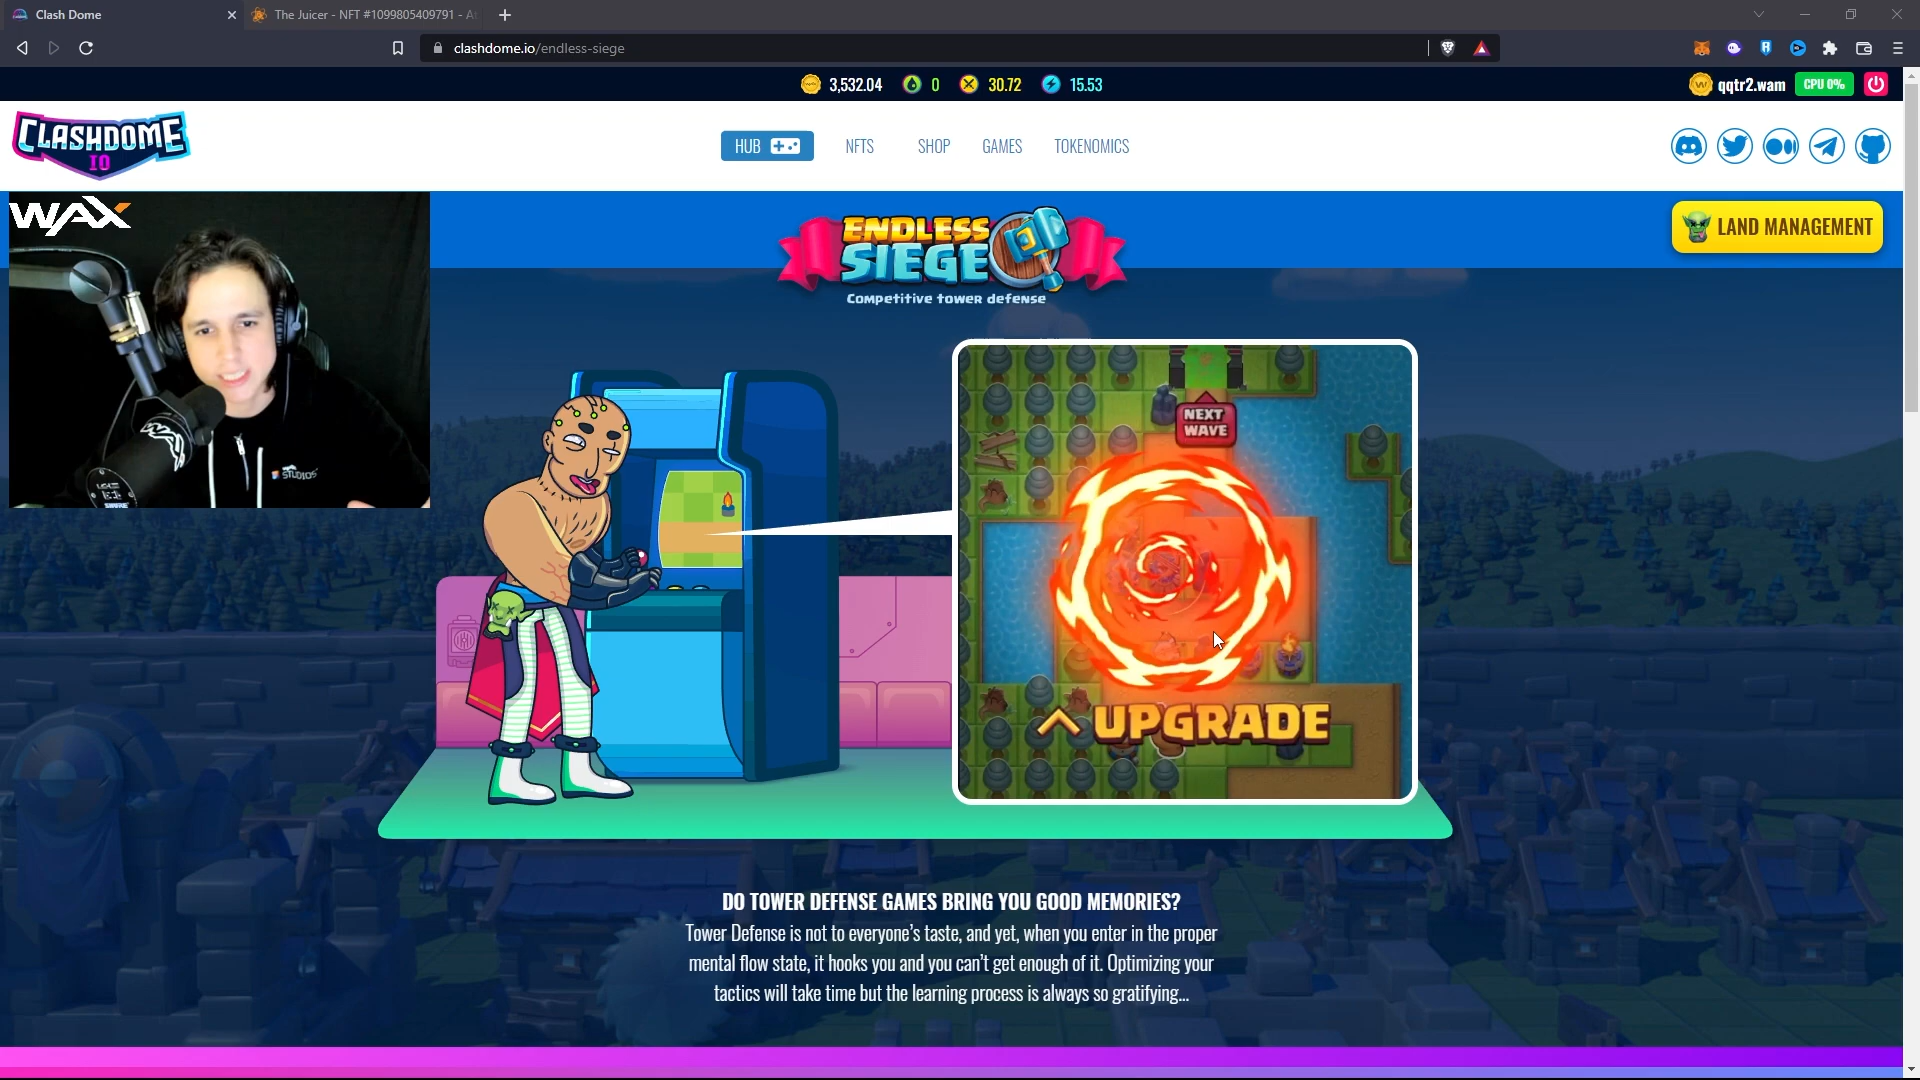 Clash Dome
The Juicer - NFT #1099805409791 - A
clashdome.io/endless-siege
3,532.04
0
30.72
15.53
qqtr2.wam
CPU 0%
CLASHDOME
IO
HUB
NFTS
SHOP
GAMES
TOKENOMICS
WAX
STUDIOS
ENDLESS
SIEGE
Competitive tower defense
LAND MANAGEMENT
NEXT
WAVE
UPGRADE
DO TOWER DEFENSE GAMES BRING YOU GOOD MEMORIES?
Tower Defense is not to everyone's taste, and yet, when you enter in the proper
mental flow state, it hooks you and you can't get enough of it. Optimizing your
tactics will take time but the learning process is always so gratifying...